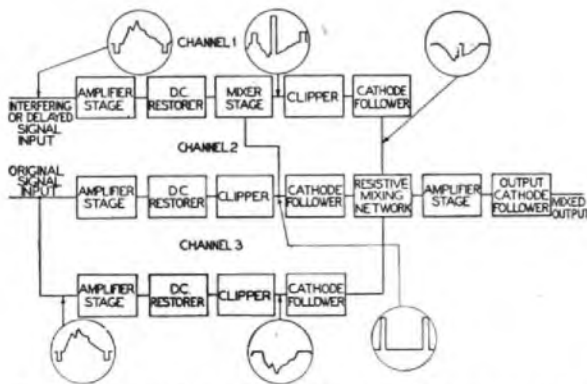 CHANNEL 1
AMPLIFIER
STAGE
D.C.
RESTORER
MIXER
STAGE
CLIPPER
CATHODE
FOLLOWER
INTERFERING
OR DELAYED
SIGNAL
INPUT
CHANNEL 2
ORIGINAL
SIGNAL
INPUT
AMPLIFIER
STAGE
D.C.
RESTORER
CLIPPER
CATHODE
FOLLOWER
RESISTIVE
MIXING
NETWORK
AMPLIFIER
STAGE
OUTPUT
CATHODE
FOLLOWER
MIXED
OUTPUT
CHANNEL 3
AMPLIFIER
STAGE
D.C.
RESTORER
CLIPPER
CATHODE
FOLLOWER